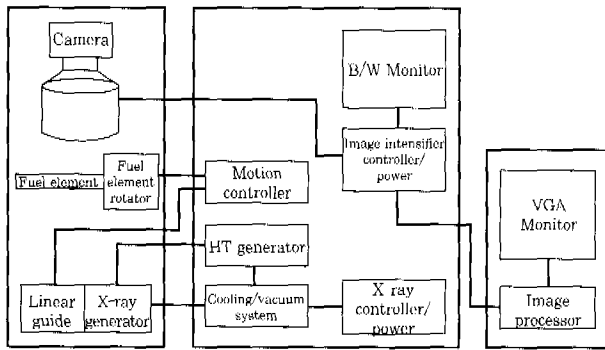 Camera
B/W Monitor
Image intensifier
controller/
power
Fuel element
Fuel
element
rotator
Motion
controller
VGA
Monitor
HT generator
Linear
guide
X-ray
generator
Cooling/vacuum
system
X ray
controller/
power
Image
processor